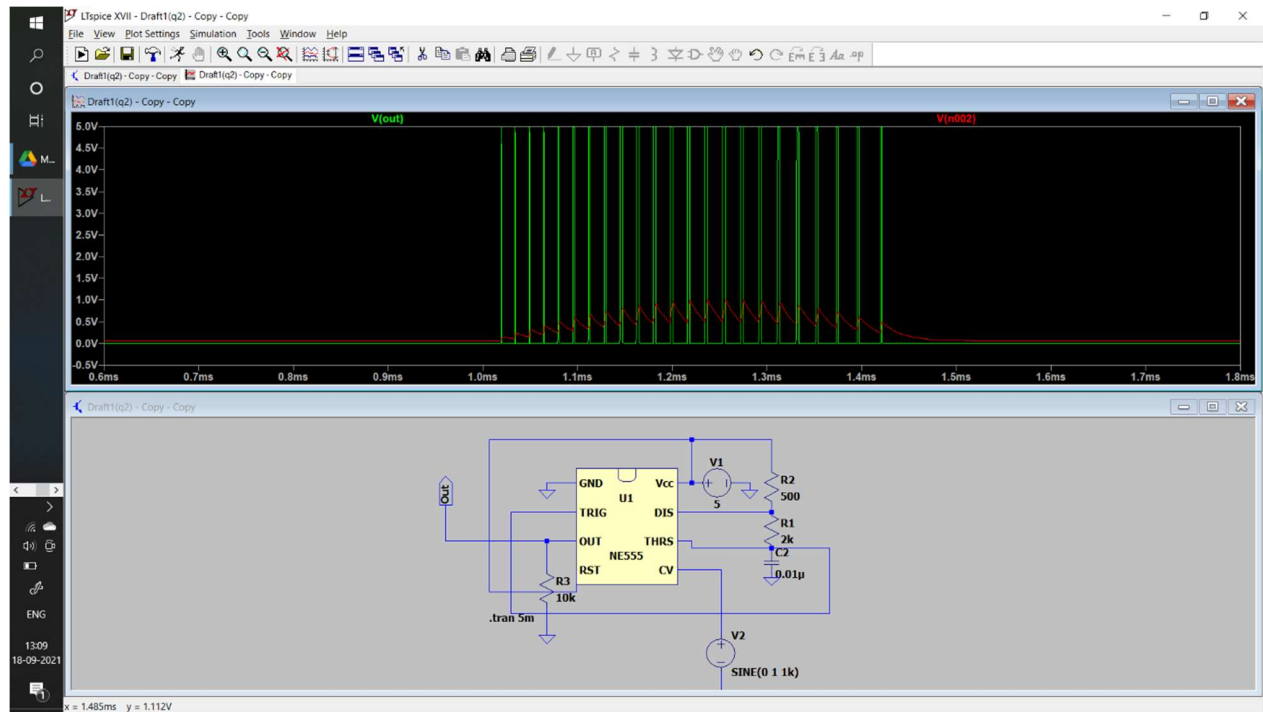 LTspice XVII - Draft1(q2) - Copy - Copy
File View Plot Settings Simulation Tools Window Help
Draft1(q2) - Copy - Copy Draft1(q2) - Copy - Copy
Draft1(q2) - Copy - Copy
V(out) V(n002)
5.0V
4.5V
4.0V
3.5V
3.0V
2.5V
2.0V
1.5V
1.0V
0.5V
0.0V
-0.5V
0.6ms 0.7ms 0.8ms 0.9ms 1.0ms 1.1ms 1.2ms 1.3ms 1.4ms 1.5ms 1.6ms 1.7ms 1.8ms
Draft1(q2) - Copy - Copy
Out
GND
TRIG
OUT
RST
U1
NE555
Vcc
DIS
THRS
CV
V1
5
R2
500
R1
2k
C2
0.01µ
R3
10k
.tran 5m
V2
SINE(0 1 1k)
x = 1.485ms y = 1.112V
M...
L...
ENG
13:09
18-09-2021
1